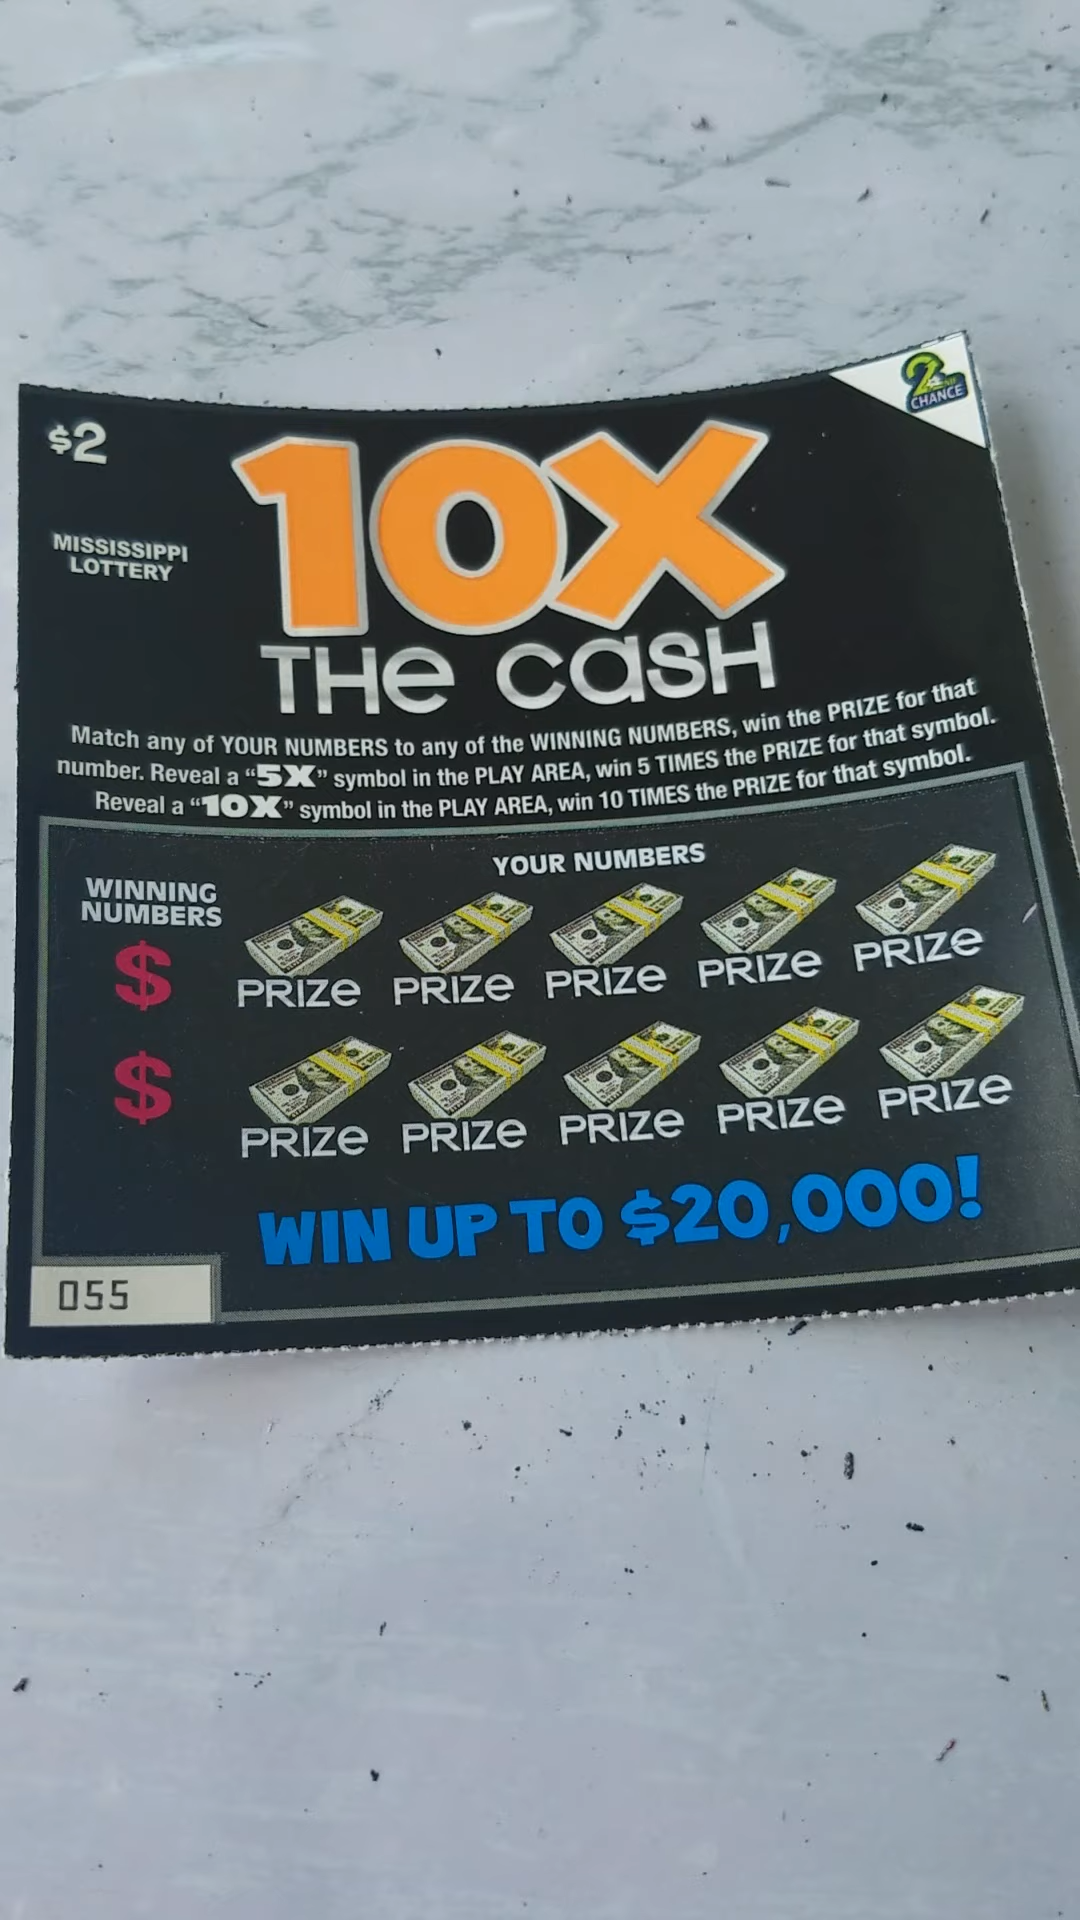 $2
2ND
CHANCE
MISSISSIPPI
LOTTERY
10X
THE CASH
Match any of YOUR NUMBERS to any of the WINNING NUMBERS, win the PRIZE for that
number. Reveal a “5X” symbol in the PLAY AREA, win 5 TIMES the PRIZE for that symbol.
Reveal a “10X” symbol in the PLAY AREA, win 10 TIMES the PRIZE for that symbol.
YOUR NUMBERS
WINNING
NUMBERS
$
PRIZE PRIZE PRIZE PRIZE PRIZE
$
PRIZE PRIZE PRIZE PRIZE PRIZE
WIN UP TO $20,000!
055